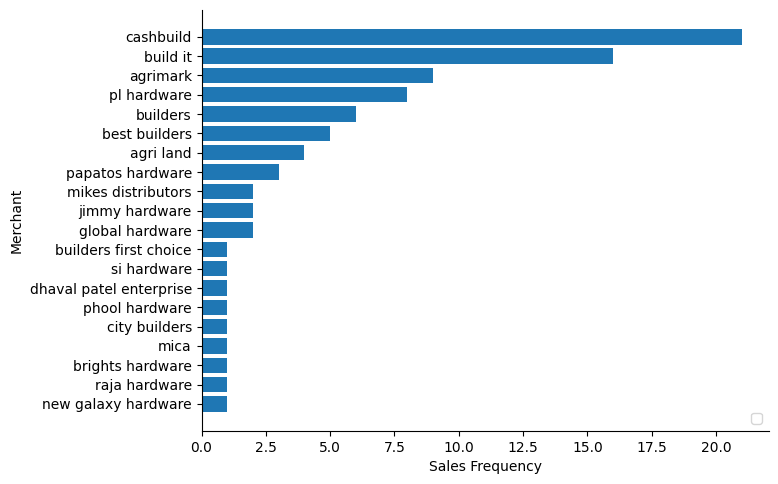 cashbuild
build it
agrimark
pl hardware
builders
best builders
agri land
papatos hardware
mikes distributors
jimmy hardware
global hardware
builders first choice
si hardware
dhaval patel enterprise
phool hardware
city builders
mica
brights hardware
raja hardware
new galaxy hardware
Merchant
0.0 2.5 5.0 7.5 10.0 12.5 15.0 17.5 20.0
Sales Frequency